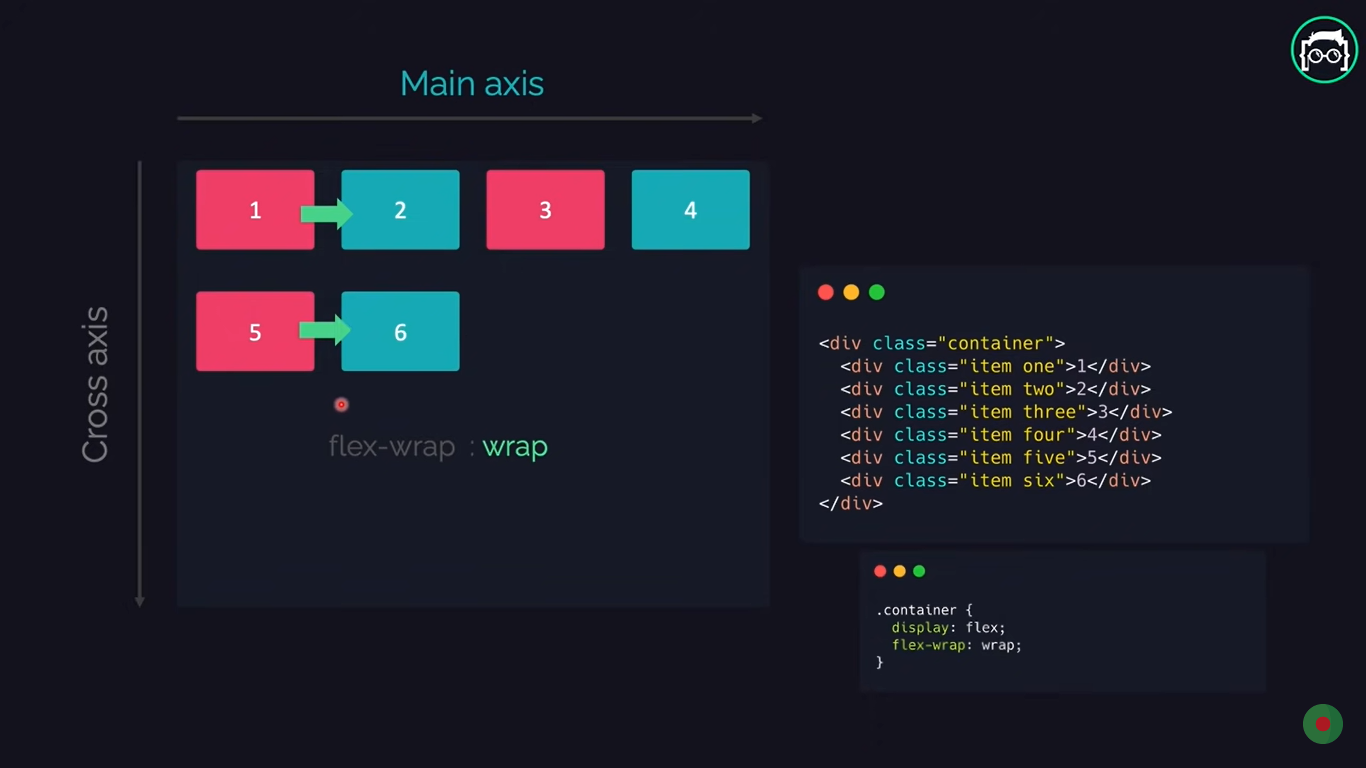 Main axis
Cross axis
1
2
3
4
5
6
flex-wrap : wrap
<div class="container">
  <div class="item one">1</div>
  <div class="item two">2</div>
  <div class="item three">3</div>
  <div class="item four">4</div>
  <div class="item five">5</div>
  <div class="item six">6</div>
</div>
.container {
  display: flex;
  flex-wrap: wrap;
}